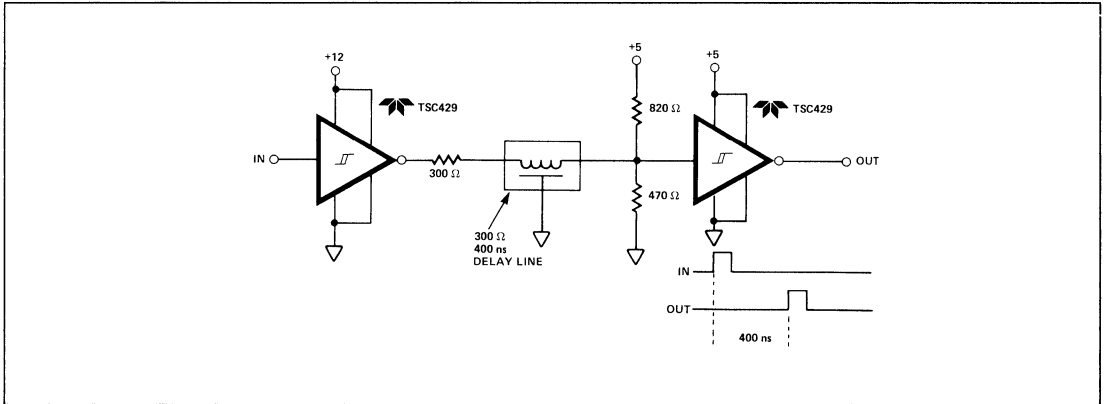 +12
TSC429
IN
300 Ω
300 Ω
400 ns
DELAY LINE
+5
820 Ω
470 Ω
+5
TSC429
OUT
IN
OUT
400 ns